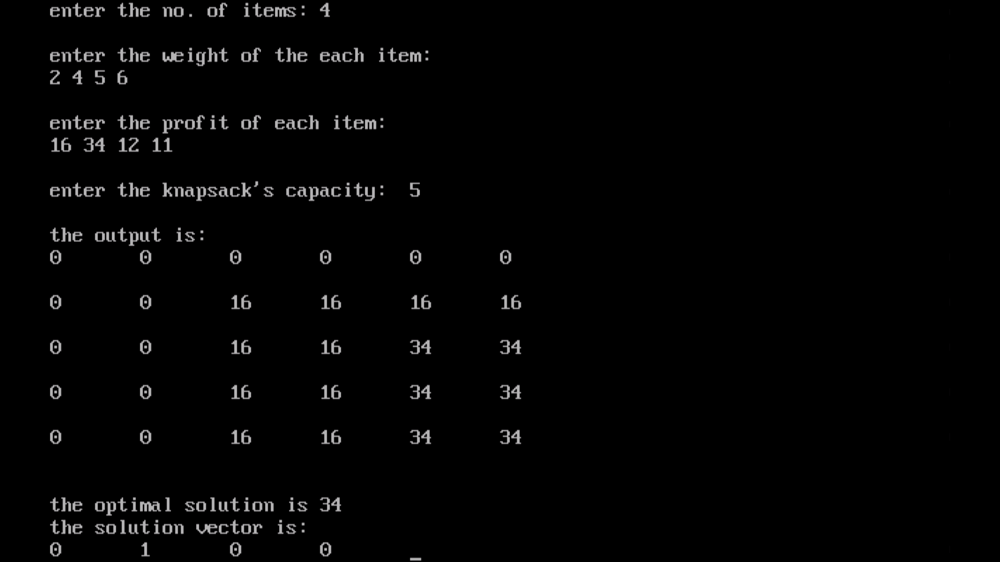 enter the no. of items: 4
enter the weight of the each item:
2 4 5 6
enter the profit of each item:
16 34 12 11
enter the knapsack's capacity:  5
the output is:
0 0 0 0 0 0
0 0 16 16 16 16
0 0 16 16 34 34
0 0 16 16 34 34
0 0 16 16 34 34
the optimal solution is 34
the solution vector is:
0 1 0 0 _